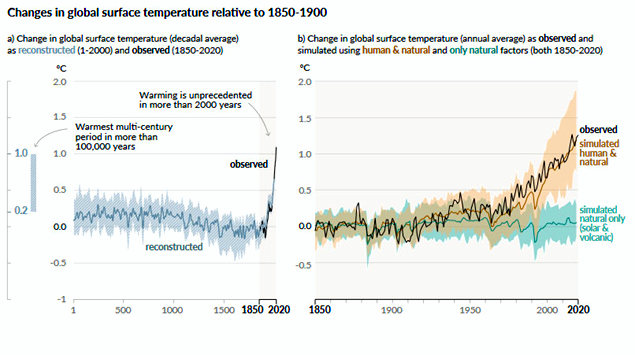 Changes in global surface temperature relative to 1850-1900
a) Change in global surface temperature (decadal average)
as reconstructed (1-2000) and observed (1850-2020)
°C
2.0
1.5
1.0
0.5
0.0
-0.5
-1
1.0
0.2
Warming is unprecedented
in more than 2000 years
Warmest multi-century
period in more than
100,000 years
observed
reconstructed
1
500
1000
1500
1850
2020
b) Change in global surface temperature (annual average) as observed and
simulated using human & natural and only natural factors (both 1850-2020)
°C
2.0
1.5
1.0
0.5
0.0
-0.5
-1
observed
simulated
human &
natural
simulated
natural only
(solar &
volcanic)
1850
1900
1950
2000
2020